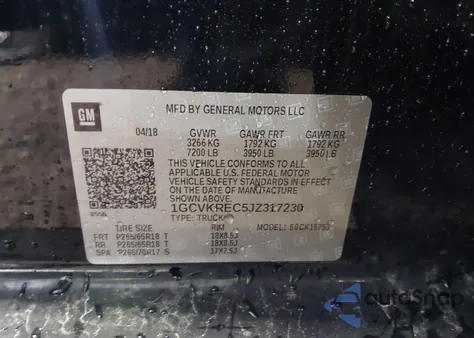 GM
MFD BY GENERAL MOTORS LLC
04/18 GVWR GAWR FRT GAWR RR
3266 KG 1792 KG 1792 KG
7200 LB 3950 LB 3950 LB
THIS VEHICLE CONFORMS TO ALL
APPLICABLE U.S. FEDERAL MOTOR
VEHICLE SAFETY STANDARDS IN
EFFECT ON THE DATE OF
MANUFACTURE SHOWN ABOVE.
1GCVKREC5JZ317230
TYPE: TRUCK MODEL:
TIRE SIZE RIM
FRT P265/65R18 T 18X8.5J
RR P265/65R18 T 18X8.5J
SPA P265/70R17 S 17X7.5J
autoSnap